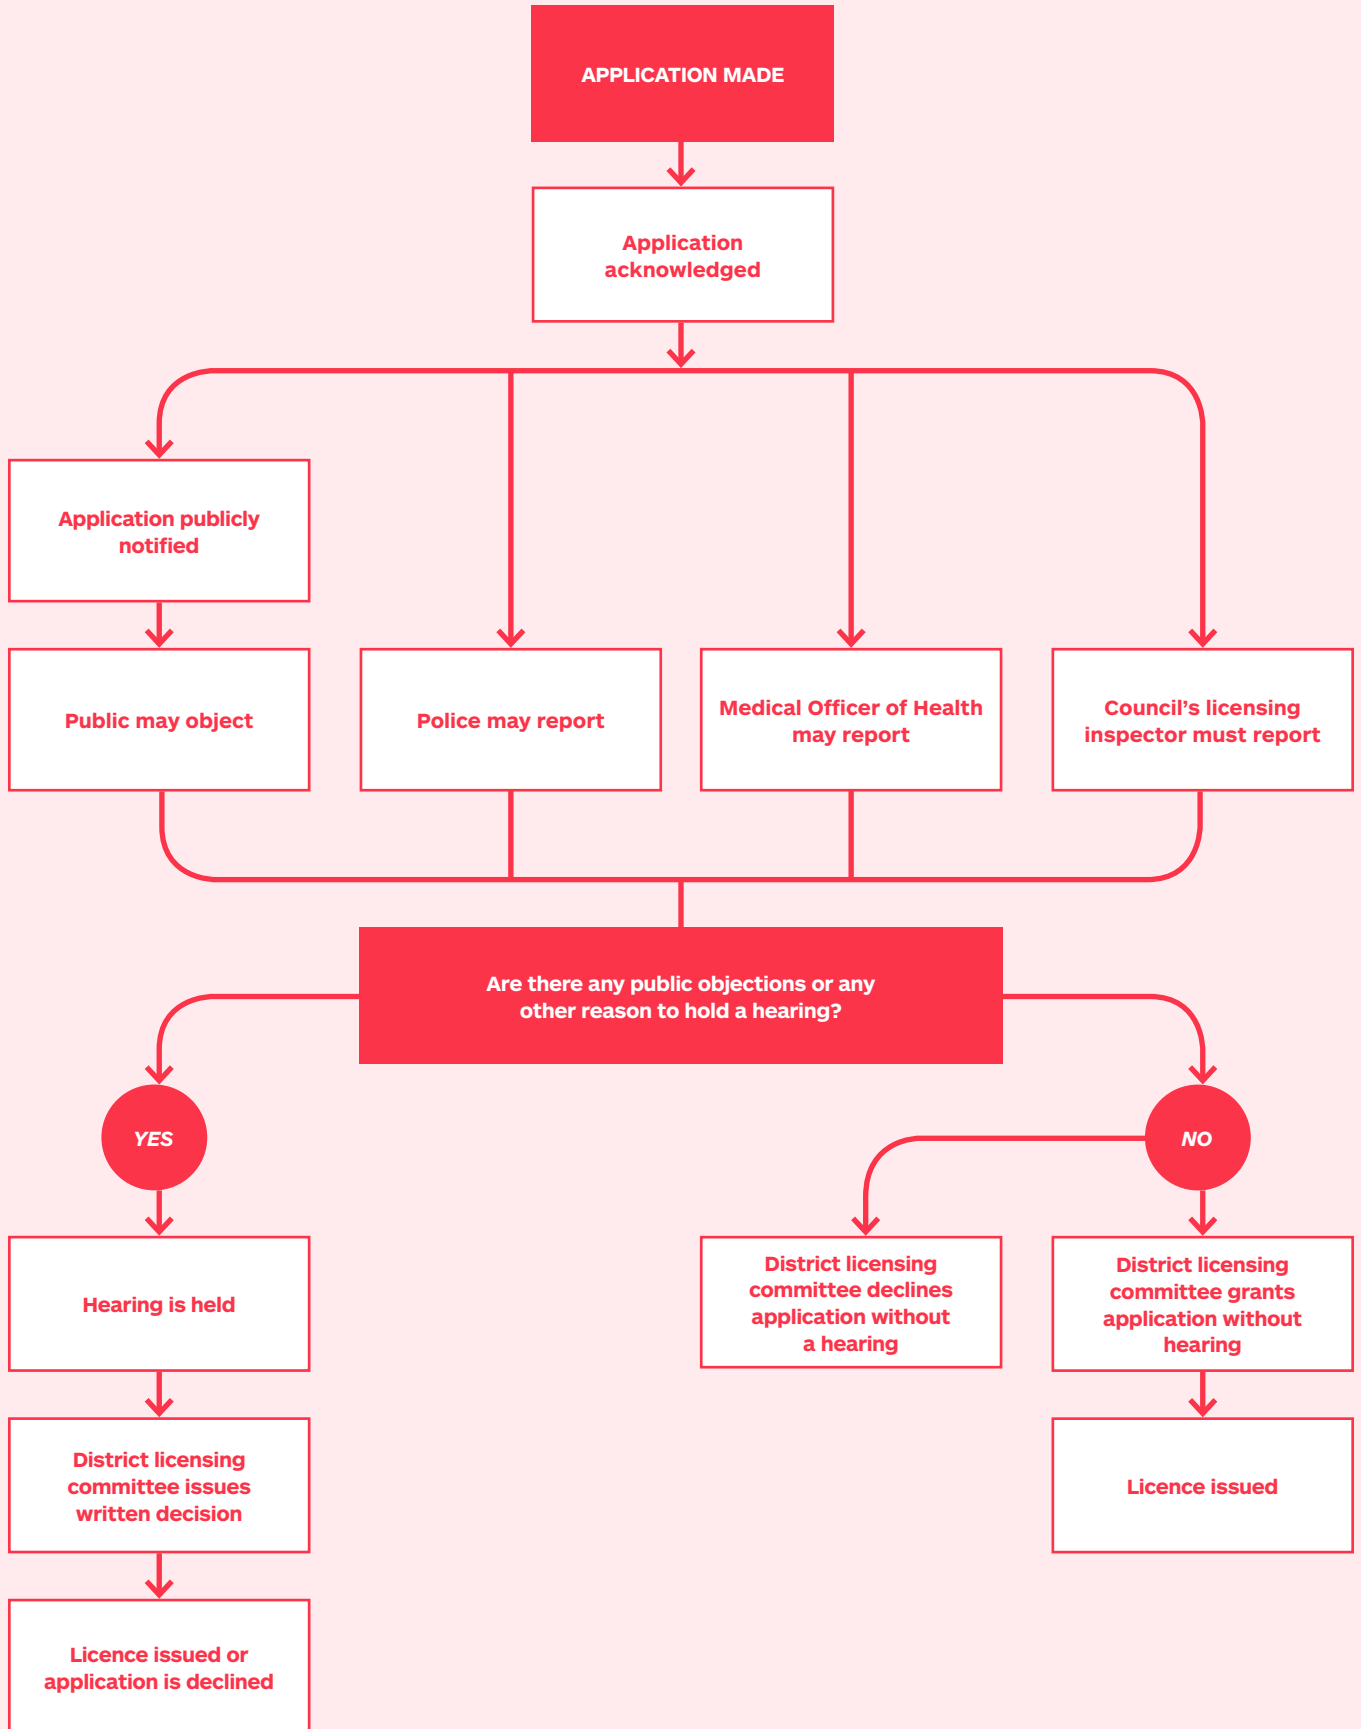 APPLICATION MADE
Application
acknowledged
Application publicly
notified
Public may object
Police may report
Medical Officer of Health
may report
Council’s licensing
inspector must report
Are there any public objections or any
other reason to hold a hearing?
YES
NO
Hearing is held
District licensing
committee declines
application without
a hearing
District licensing
committee grants
application without
hearing
District licensing
committee issues
written decision
Licence issued
Licence issued or
application is declined